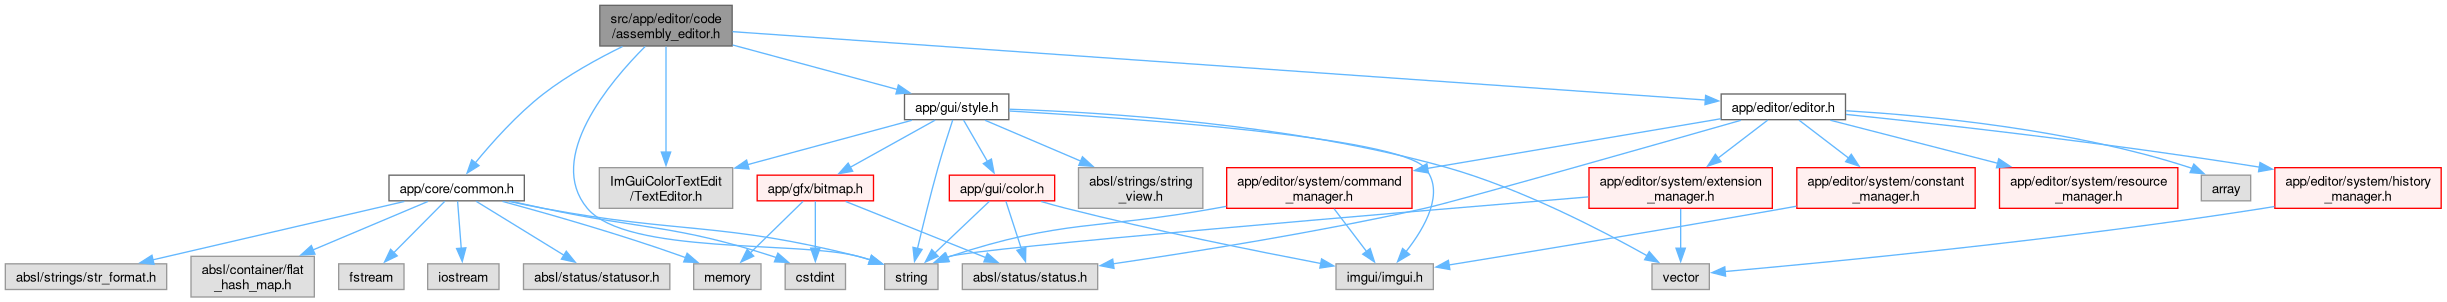 src/app/editor/code
/assembly_editor.h
app/gui/style.h
app/editor/editor.h
app/core/common.h
ImGuiColorTextEdit
/TextEditor.h
app/gfx/bitmap.h
app/gui/color.h
absl/strings/string
_view.h
app/editor/system/command
_manager.h
app/editor/system/extension
_manager.h
app/editor/system/constant
_manager.h
app/editor/system/resource
_manager.h
array
app/editor/system/history
_manager.h
absl/strings/str_format.h
absl/container/flat
_hash_map.h
fstream
iostream
absl/status/statusor.h
memory
cstdint
string
absl/status/status.h
imgui/imgui.h
vector